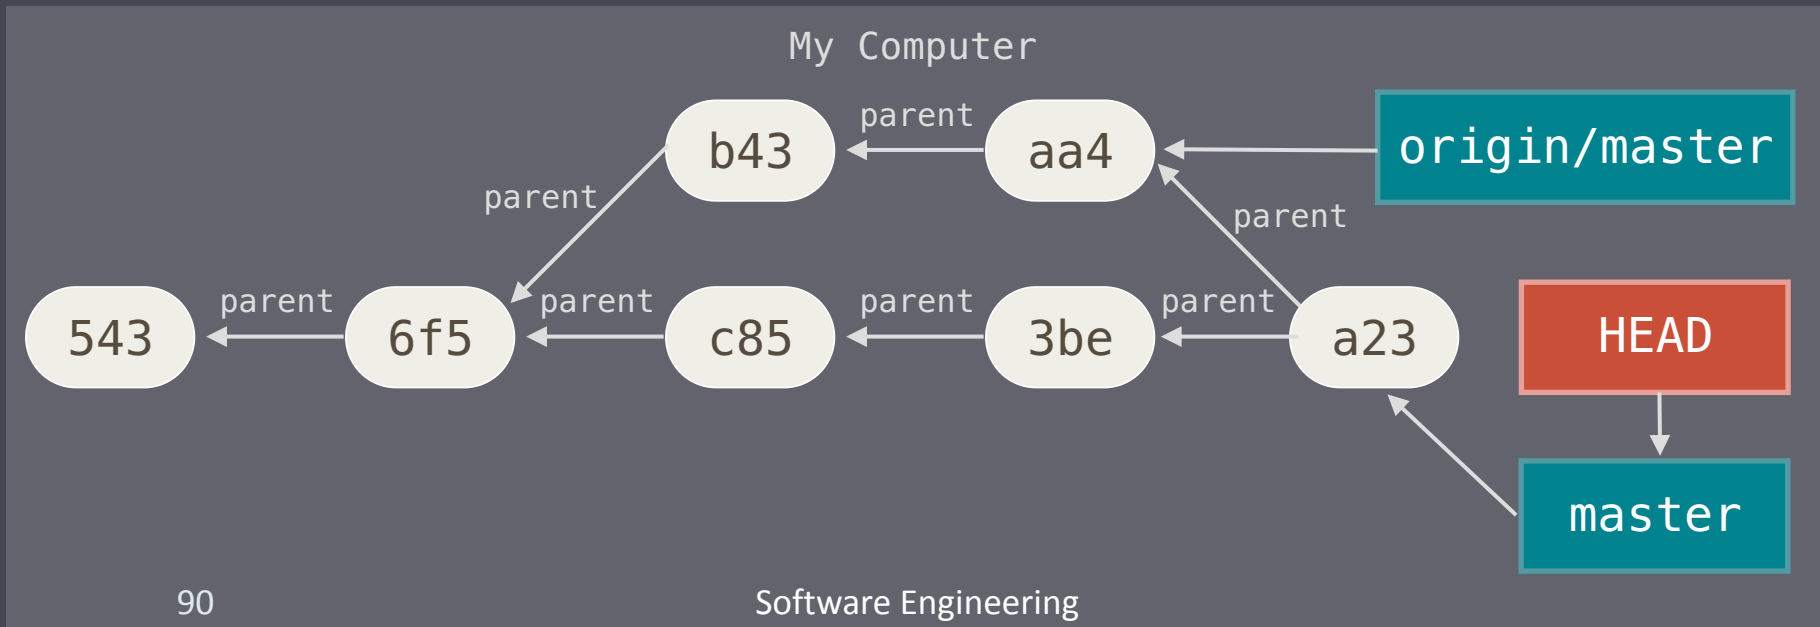 My Computer
b43
parent
aa4
origin/master
parent
parent
543
parent
6f5
parent
c85
parent
3be
parent
a23
HEAD
master
90
Software Engineering